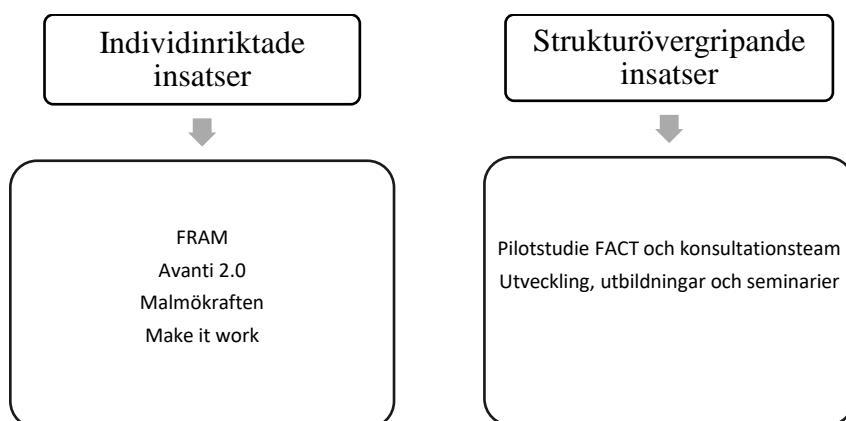 Individinriktade
insatser
FRAM
Avanti 2.0
Malmökraften
Make it work
Strukturövergripande
insatser
Pilotstudie FACT och konsultationsteam
Utveckling, utbildningar och seminarier